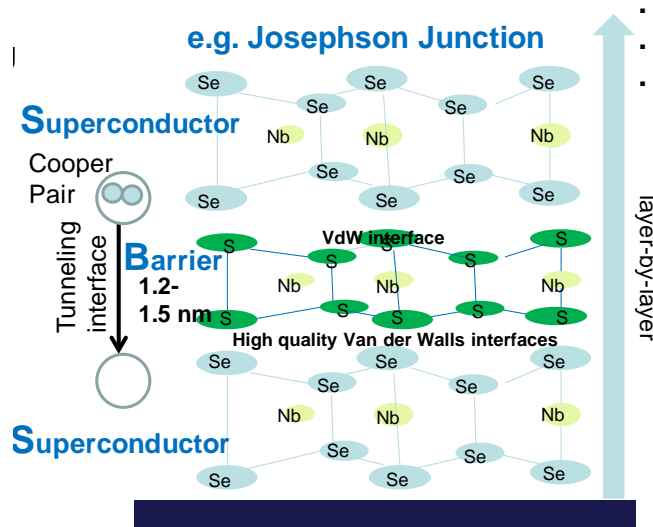 e.g. Josephson Junction
Se Se Se Se Se
Superconductor
Nb Nb Nb
Cooper
Pair
Se Se Se Se Se
VdW interface
S S S S S
Barrier
1.2-
1.5 nm
Nb Nb Nb
S S S S S
Tunneling
interface
High quality Van der Walls interfaces
Se Se Se Se Se
Nb Nb Nb
Superconductor
Se Se Se Se Se
layer-by-layer